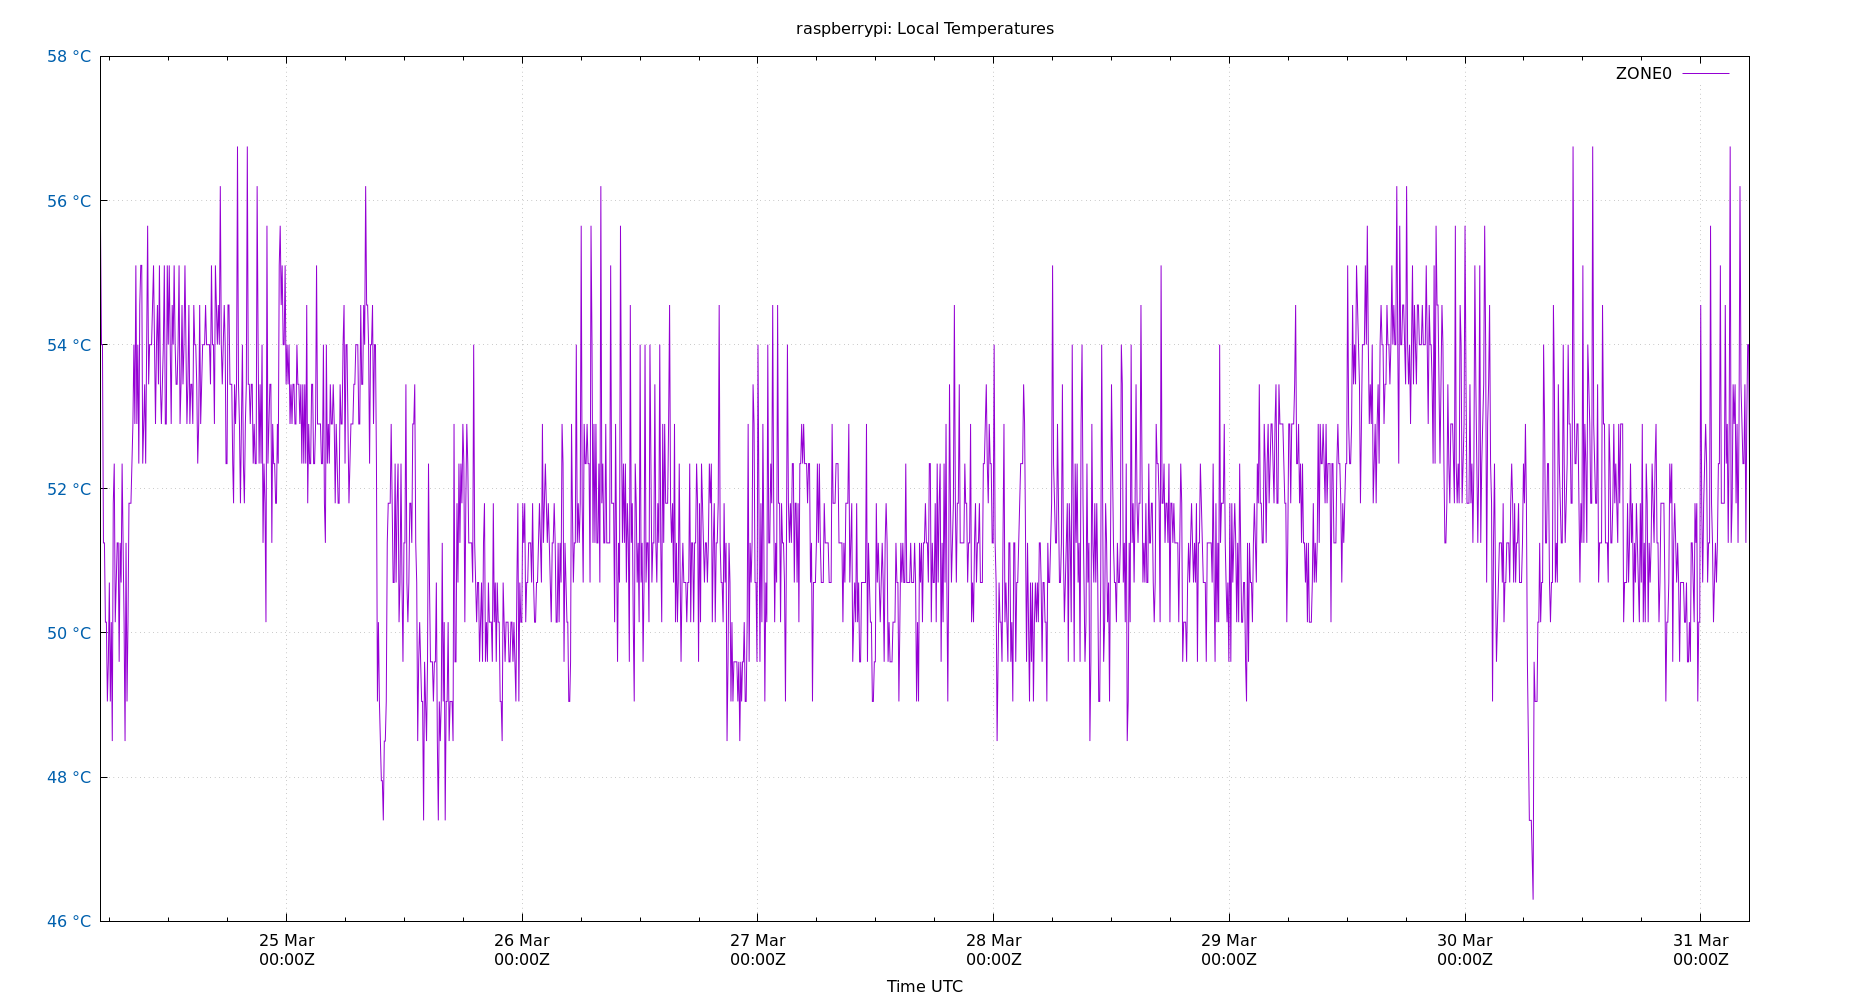 raspberrypi: Local Temperatures
58 °C
ZONE0
56 °C
54 °C
52 °C
50 °C
48 °C
46 °C
25 Mar
00:00Z
26 Mar
00:00Z
27 Mar
00:00Z
28 Mar
00:00Z
29 Mar
00:00Z
30 Mar
00:00Z
31 Mar
00:00Z
Time UTC